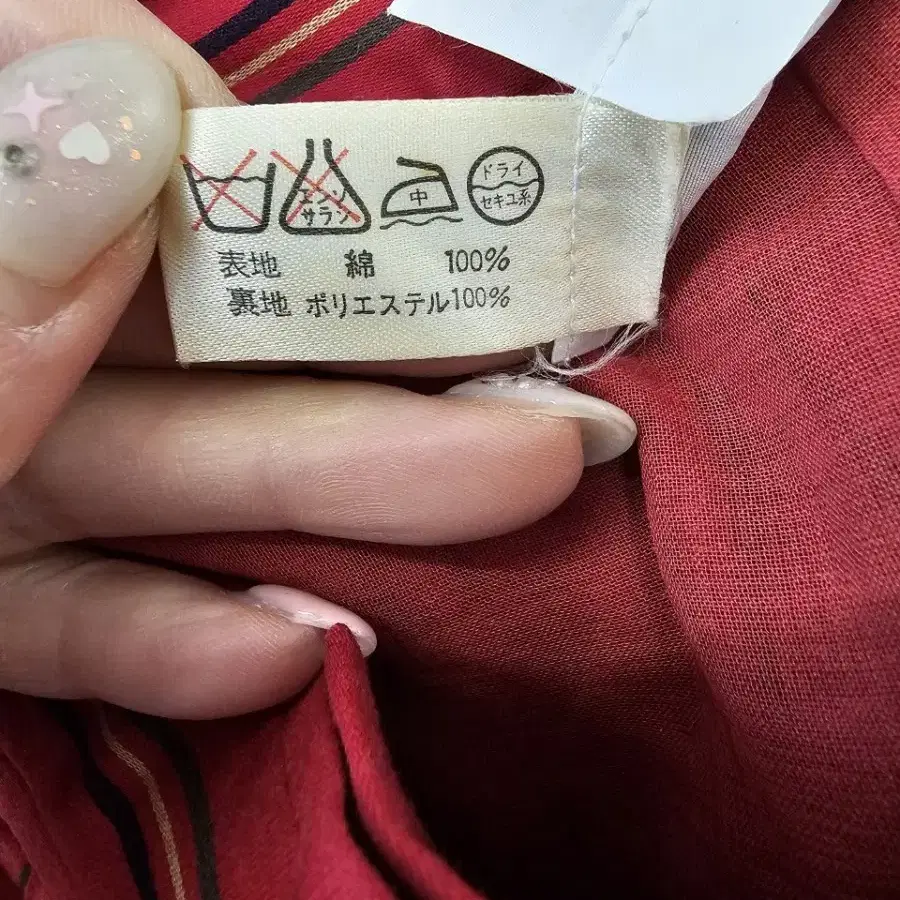 エンソ
サラシ
中
ドライ
セキユ系
表地 綿 100%
裏地 ポリエステル100%